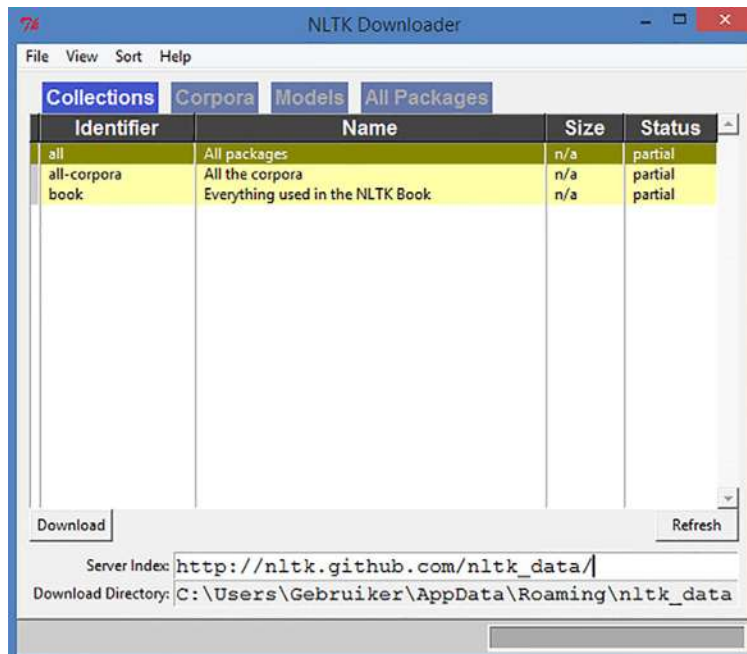 NLTK Downloader
File View Sort Help
Collections Corpora Models All Packages
Identifier Name Size Status
all All packages n/a partial
all-corpora All the corpora n/a partial
book Everything used in the NLTK Book n/a partial
Download Refresh
Server Index: http://nltk.github.com/nltk_data/
Download Directory: C:\Users\Gebruiker\AppData\Roaming\nltk_data